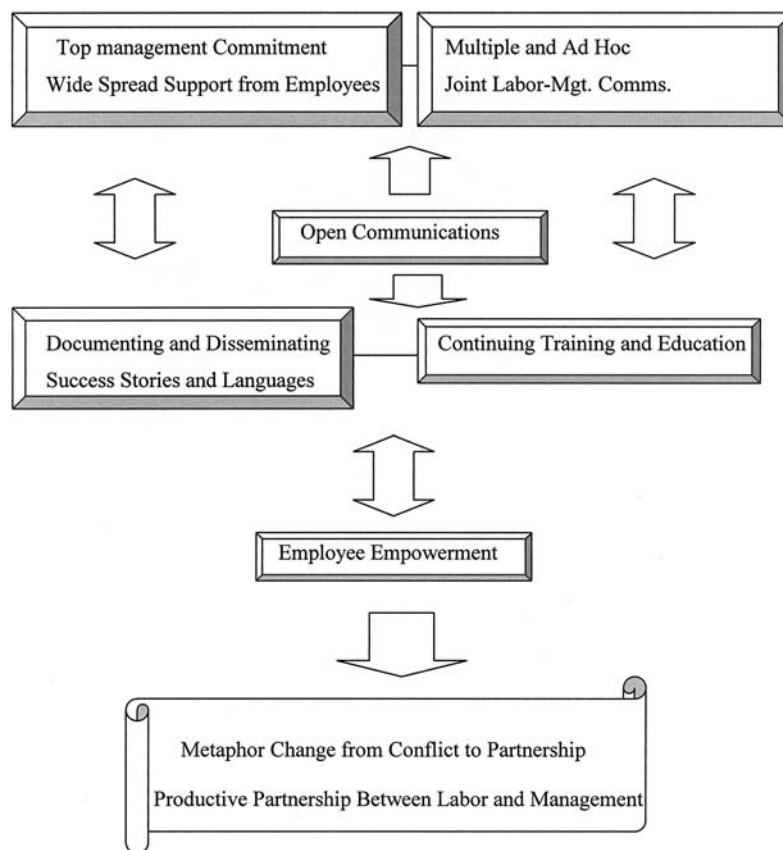 Top management Commitment
Wide Spread Support from Employees
Multiple and Ad Hoc
Joint Labor-Mgt. Comms.
Open Communications
Documenting and Disseminating
Success Stories and Languages
Continuing Training and Education
Employee Empowerment
Metaphor Change from Conflict to Partnership
Productive Partnership Between Labor and Management